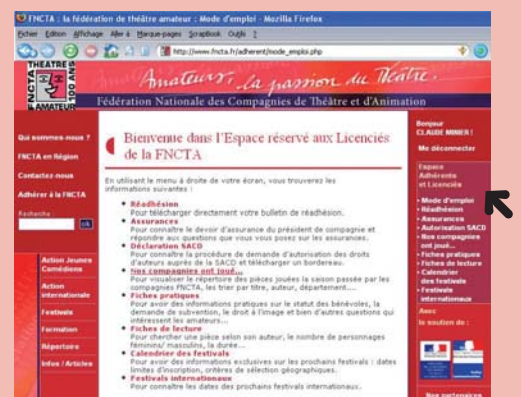 FNCTA : la fédération de théâtre amateur : Mode d'emploi - Mozilla Firefox
Fichier Edition Affichage Aller à Marque-pages ScrapBook Outils ?
http://www.fncta.fr/adherent/mode_emploi.php
THEATRE
FNCTA
AMATEUR
100 ANS
Amateurs, la passion du Théâtre.
Fédération Nationale des Compagnies de Théâtre et d'Animation
Qui sommes-nous ?
FNCTA en Région
Contactez-nous
Adhérer à la FNCTA
Recherche
ok
Action Jeunes
Comédiens
Action
internationale
Festivals
Formation
Répertoire
Infos / Articles
Bienvenue dans l'Espace réservé aux Licenciés
de la FNCTA
En utilisant le menu à droite de votre écran, vous trouverez les
informations suivantes :
• Réadhésion
Pour télécharger directement votre bulletin de réadhésion.
• Assurances
Pour connaître le devoir d'assurance du président de compagnie et
répondre aux questions que vous vous posez sur les assurances.
• Déclaration SACD
Pour connaître la procédure de demande d'autorisation des droits
d'auteurs auprès de la SACD et télécharger un bordereau.
• Nos compagnies ont joué...
Pour visualiser le répertoire des pièces jouées la saison passée par les
compagnies FNCTA, les trier par titre, auteur, département....
• Fiches pratiques
Pour avoir des informations pratiques sur le statut des bénévoles, la
demande de subvention, le droit à l'image et bien d'autres questions qui
intéressent les amateurs...
• Fiches de lecture
Pour chercher une pièce selon son auteur, le nombre de personnages
féminins/ masculins, la durée...
• Calendrier des festivals
Pour avoir des informations exclusives sur les prochains festivals : dates
limites d'inscription, critères de sélection géographiques.
• Festivals internationaux
Pour connaître les dates des prochains festivals internationaux.
Bonjour
CLAUDE MINIER !
Me déconnecter
Espace
Adhérents
et Licenciés
• Mode d'emploi
• Réadhésion
• Assurances
• Autorisation SACD
• Nos compagnies
ont joué...
• Fiches pratiques
• Fiches de lecture
• Calendrier
des festivals
• Festivals
internationaux
Avec
le soutien de :
Nos partenaires